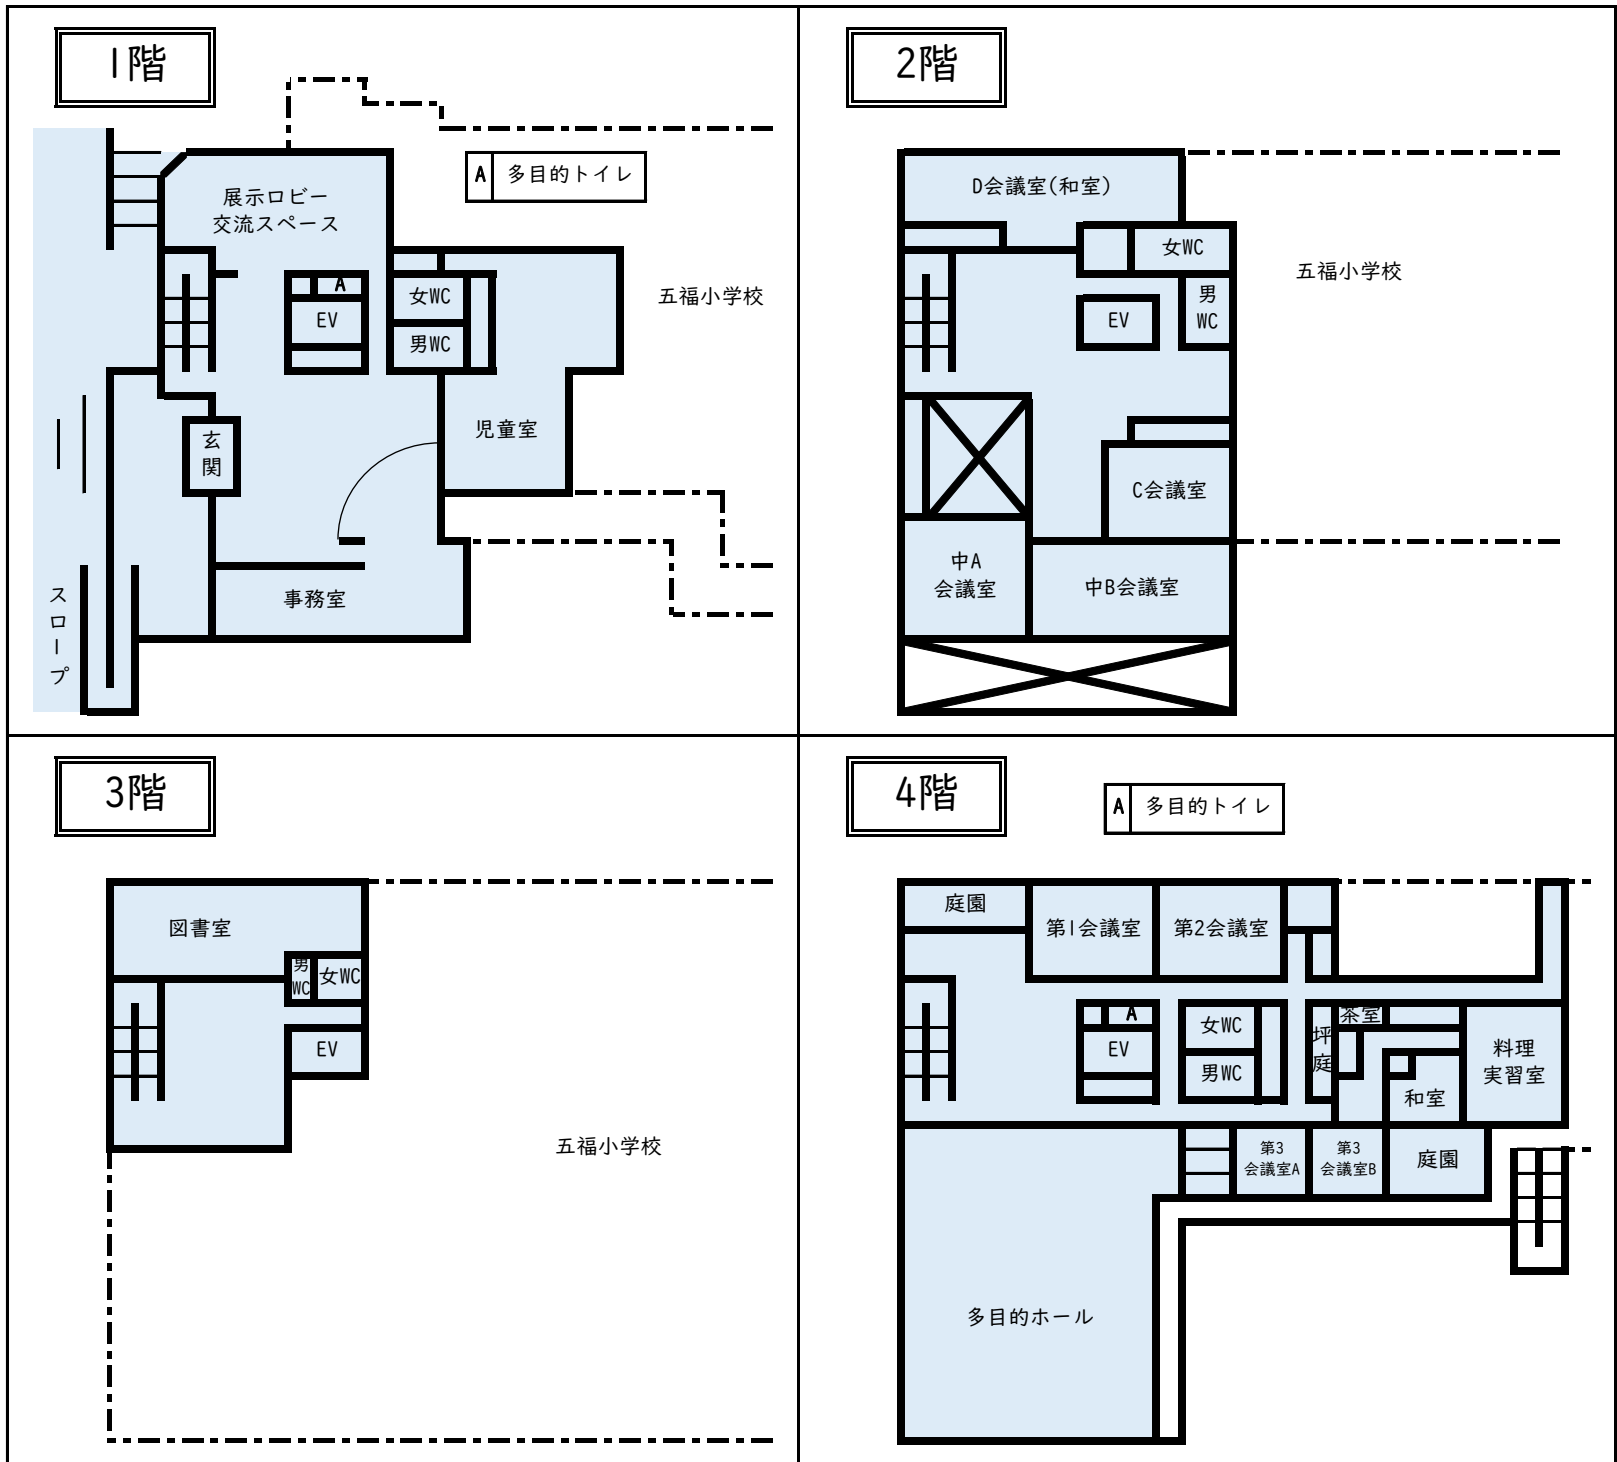 1階
A 多目的トイレ
展示ロビー
交流スペース
A
女WC
EV
男WC
五福小学校
児童室
玄
関
事務室
スロープ
2階
D会議室(和室)
女WC
五福小学校
男
WC
EV
C会議室
中A
会議室
中B会議室
3階
図書室
男
WC
女WC
EV
五福小学校
4階
A 多目的トイレ
庭園
第1会議室
第2会議室
A
EV
女WC
男WC
坪
庭
茶室
料理
実習室
和室
第3
会議室A
第3
会議室B
庭園
多目的ホール